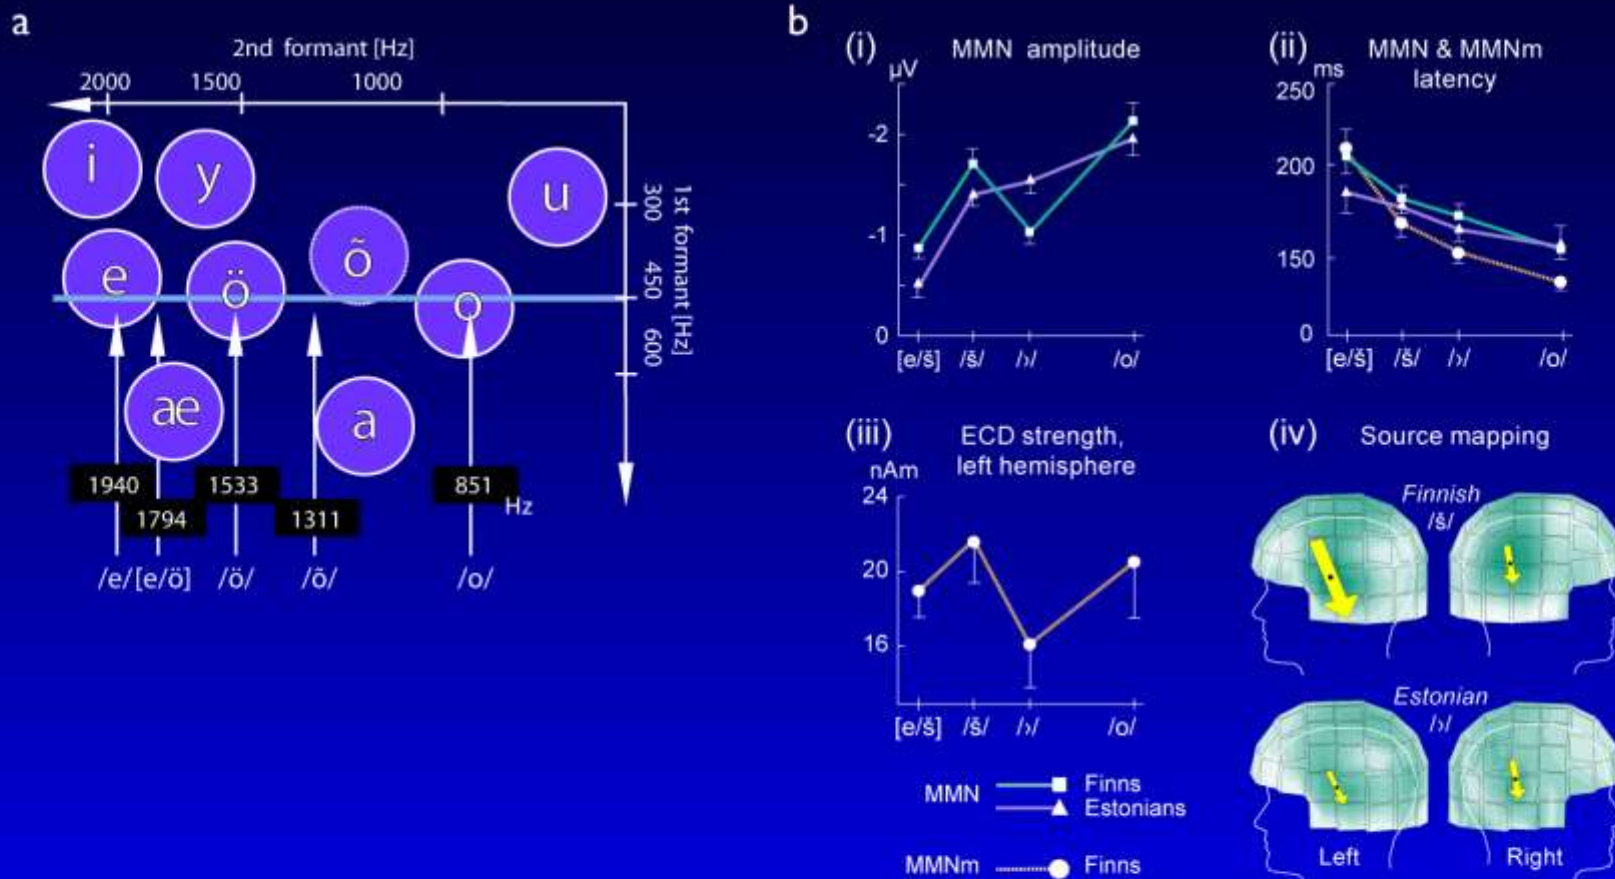 a
2nd formant [Hz]
2000 1500 1000
i
y
u
e
ö
õ
o
ae
a
300 450 600
1st formant [Hz]
1940
1794
1533
1311
851
Hz
/e/ [e/ö] /ö/ /õ/ /o/
b
(i) MMN amplitude
µV
-2
-1
0
[e/š] /š/ /›/ /o/
(ii) MMN & MMNm
latency
ms
250
200
150
0
[e/š] /š/ /›/ /o/
(iii) ECD strength,
left hemisphere
nAm
24
20
16
[e/š] /š/ /›/ /o/
MMN Finns
Estonians
MMNm Finns
(iv) Source mapping
Finnish
/š/
Estonian
/›/
Left Right